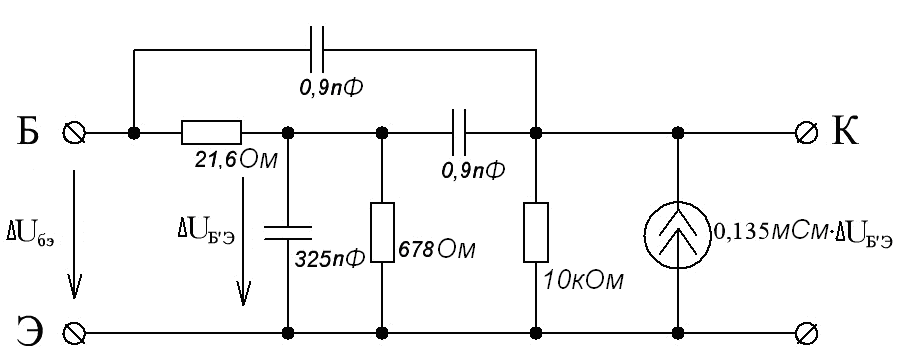 0,9пФ
Б
К
21,6Ом
0,9пФ
ΔUбэ
ΔUБ'Э
325пФ
678Ом
10кОм
0,135мСм·ΔUБ'Э
Э